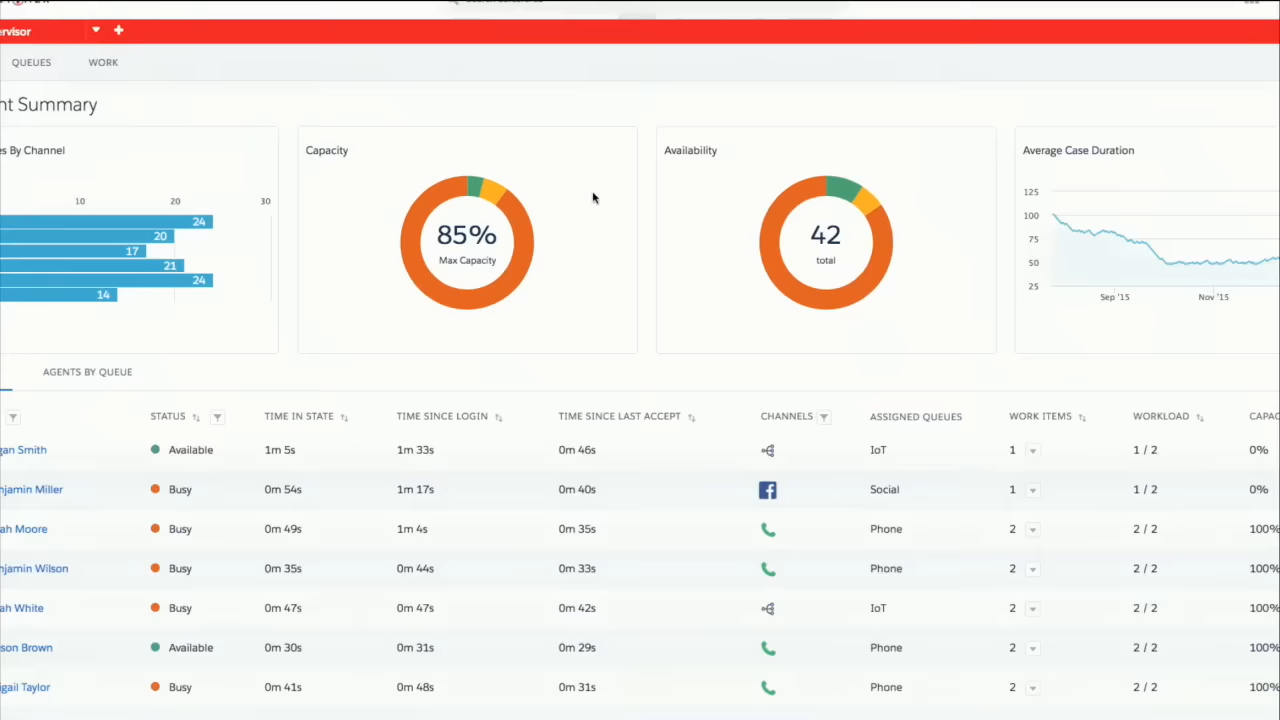 rvisor
QUEUES WORK
nt Summary
es By Channel
10 20 30
24
20
17
21
24
14
Capacity
85%
Max Capacity
Availability
42
total
Average Case Duration
125
100
75
50
25
Sep '15 Nov '15
AGENTS BY QUEUE
STATUS TIME IN STATE TIME SINCE LOGIN TIME SINCE LAST ACCEPT CHANNELS ASSIGNED QUEUES WORK ITEMS WORKLOAD CAPAC
gan Smith Available 1m 5s 1m 33s 0m 46s IoT 1 1 / 2 0%
njamin Miller Busy 0m 54s 1m 17s 0m 40s Social 1 1 / 2 0%
ah Moore Busy 0m 49s 1m 4s 0m 35s Phone 2 2 / 2 100%
njamin Wilson Busy 0m 35s 0m 44s 0m 33s Phone 2 2 / 2 100%
ah White Busy 0m 47s 0m 47s 0m 42s IoT 2 2 / 2 100%
son Brown Available 0m 30s 0m 31s 0m 29s Phone 2 2 / 2 100%
igail Taylor Busy 0m 41s 0m 48s 0m 31s Phone 2 2 / 2 100%